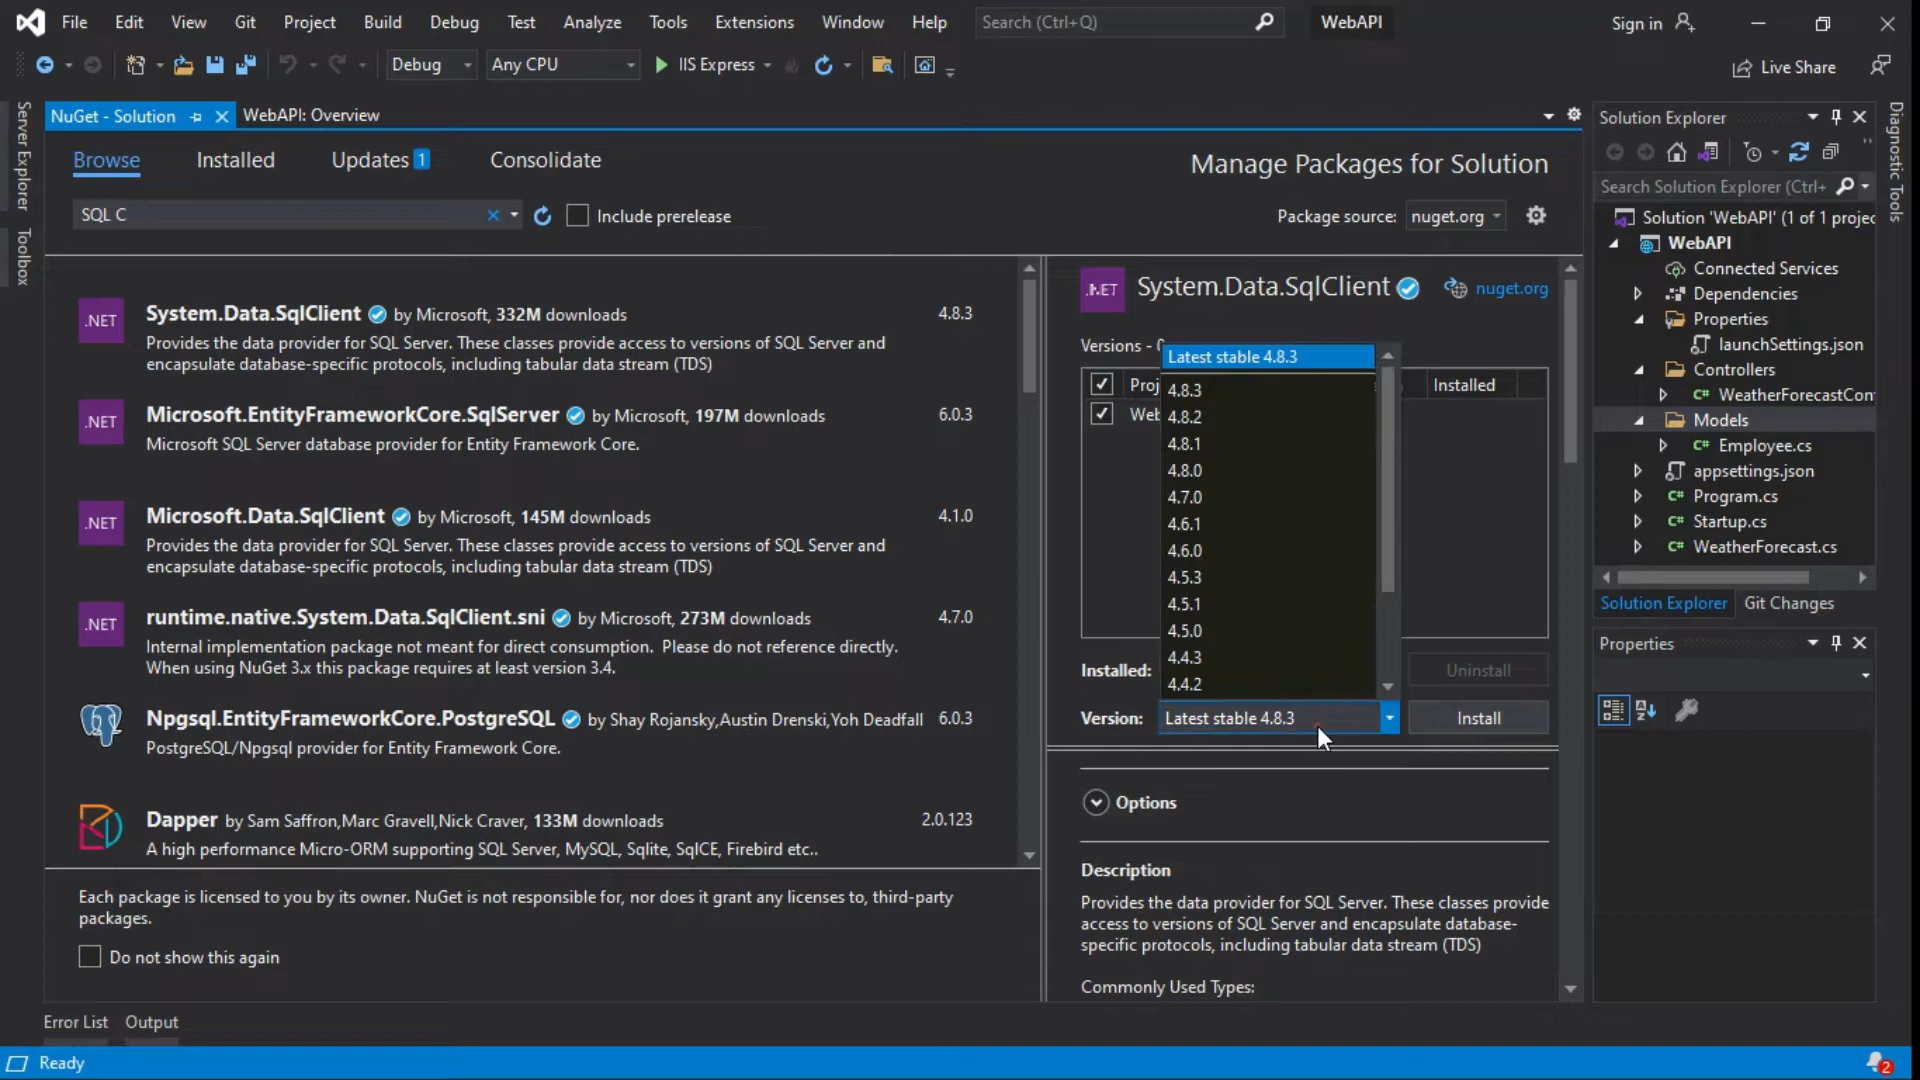 File Edit View Git Project Build Debug Test Analyze Tools Extensions Window Help Search (Ctrl+Q) WebAPI Sign in
Debug Any CPU IIS Express Live Share
Server Explorer
Toolbox
NuGet - Solution WebAPI: Overview
Browse Installed Updates 1 Consolidate Manage Packages for Solution
SQL C Include prerelease Package source: nuget.org
.NET System.Data.SqlClient by Microsoft, 332M downloads 4.8.3
Provides the data provider for SQL Server. These classes provide access to versions of SQL Server and
encapsulate database-specific protocols, including tabular data stream (TDS)
.NET Microsoft.EntityFrameworkCore.SqlServer by Microsoft, 197M downloads 6.0.3
Microsoft SQL Server database provider for Entity Framework Core.
.NET Microsoft.Data.SqlClient by Microsoft, 145M downloads 4.1.0
Provides the data provider for SQL Server. These classes provide access to versions of SQL Server and
encapsulate database-specific protocols, including tabular data stream (TDS)
.NET runtime.native.System.Data.SqlClient.sni by Microsoft, 273M downloads 4.7.0
Internal implementation package not meant for direct consumption. Please do not reference directly.
When using NuGet 3.x this package requires at least version 3.4.
Npgsql.EntityFrameworkCore.PostgreSQL by Shay Rojansky,Austin Drenski,Yoh Deadfall 6.0.3
PostgreSQL/Npgsql provider for Entity Framework Core.
Dapper by Sam Saffron,Marc Gravell,Nick Craver, 133M downloads 2.0.123
A high performance Micro-ORM supporting SQL Server, MySQL, Sqlite, SqlCE, Firebird etc..
Each package is licensed to you by its owner. NuGet is not responsible for, nor does it grant any licenses to, third-party
packages.
Do not show this again
.NET System.Data.SqlClient nuget.org
Versions - 0
Proj Installed
Web
Latest stable 4.8.3
4.8.3
4.8.2
4.8.1
4.8.0
4.7.0
4.6.1
4.6.0
4.5.3
4.5.1
4.5.0
4.4.3
4.4.2
Installed: Uninstall
Version: Latest stable 4.8.3 Install
Options
Description
Provides the data provider for SQL Server. These classes provide
access to versions of SQL Server and encapsulate database-
specific protocols, including tabular data stream (TDS)
Commonly Used Types:
Solution Explorer
Search Solution Explorer (Ctrl+
Solution 'WebAPI' (1 of 1 projec
WebAPI
Connected Services
Dependencies
Properties
launchSettings.json
Controllers
C# WeatherForecastCon
Models
C# Employee.cs
appsettings.json
C# Program.cs
C# Startup.cs
C# WeatherForecast.cs
Solution Explorer Git Changes
Properties
Diagnostic Tools
Error List Output
Ready 2